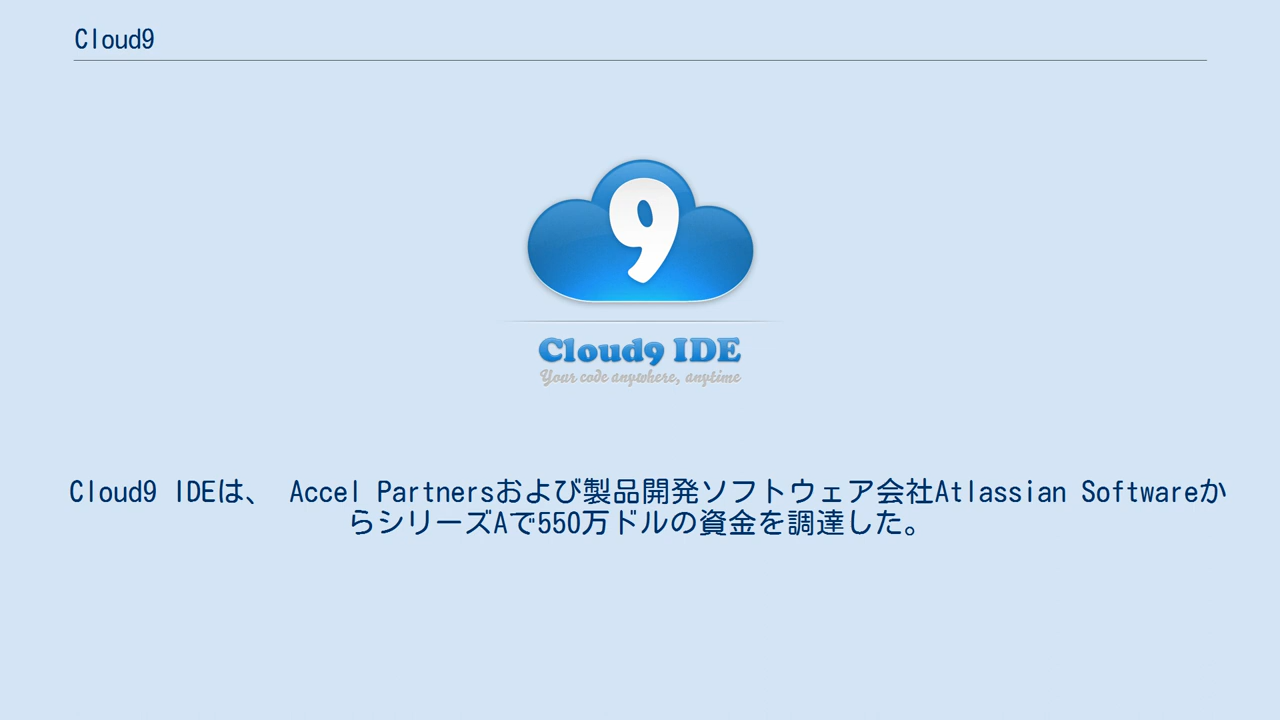 Cloud9
9
Cloud9 IDE
Your code anywhere, anytime
Cloud9 IDEは、 Accel Partnersおよび製品開発ソフトウェア会社Atlassian Softwareか
らシリーズAで550万ドルの資金を調達した。